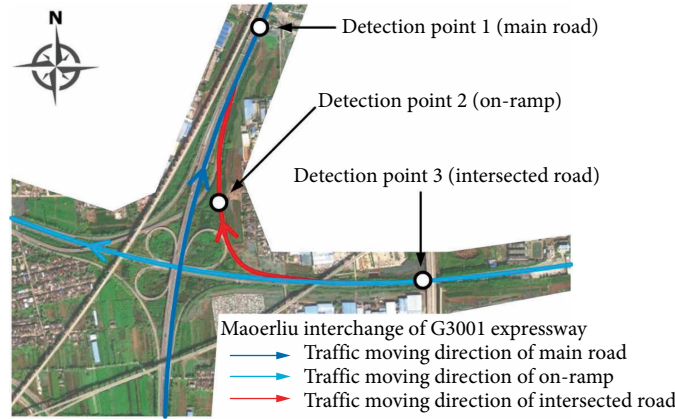 N
Detection point 1 (main road)
Detection point 2 (on-ramp)
Detection point 3 (intersected road)
Maoerliu interchange of G3001 expressway
Traffic moving direction of main road
Traffic moving direction of on-ramp
Traffic moving direction of intersected road